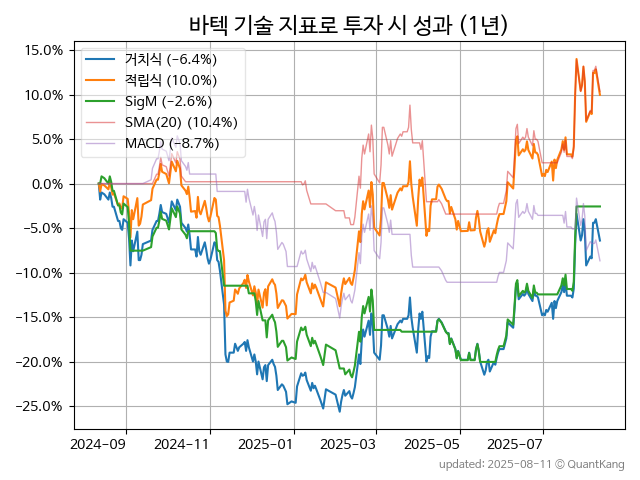 바텍 기술 지표로 투자 시 성과 (1년)
15.0%
10.0%
5.0%
0.0%
−5.0%
−10.0%
−15.0%
−20.0%
−25.0%
거치식 (−6.4%)
적립식 (10.0%)
SigM (−2.6%)
SMA(20) (10.4%)
MACD (−8.7%)
2024-09 2024-11 2025-01 2025-03 2025-05 2025-07
updated: 2025-08-11 © QuantKang